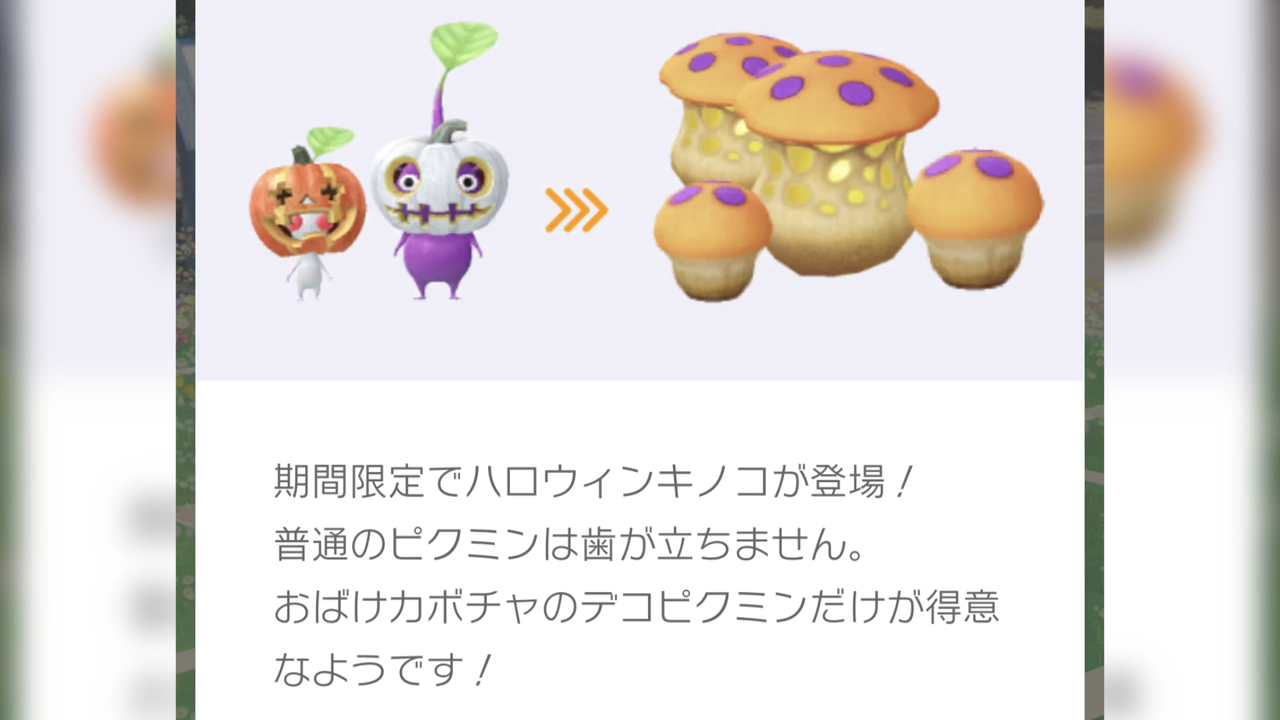 期間限定でハロウィンキノコが登場！
普通のピクミンは歯が立ちません。
おばけカボチャのデコピクミンだけが得意
なようです！